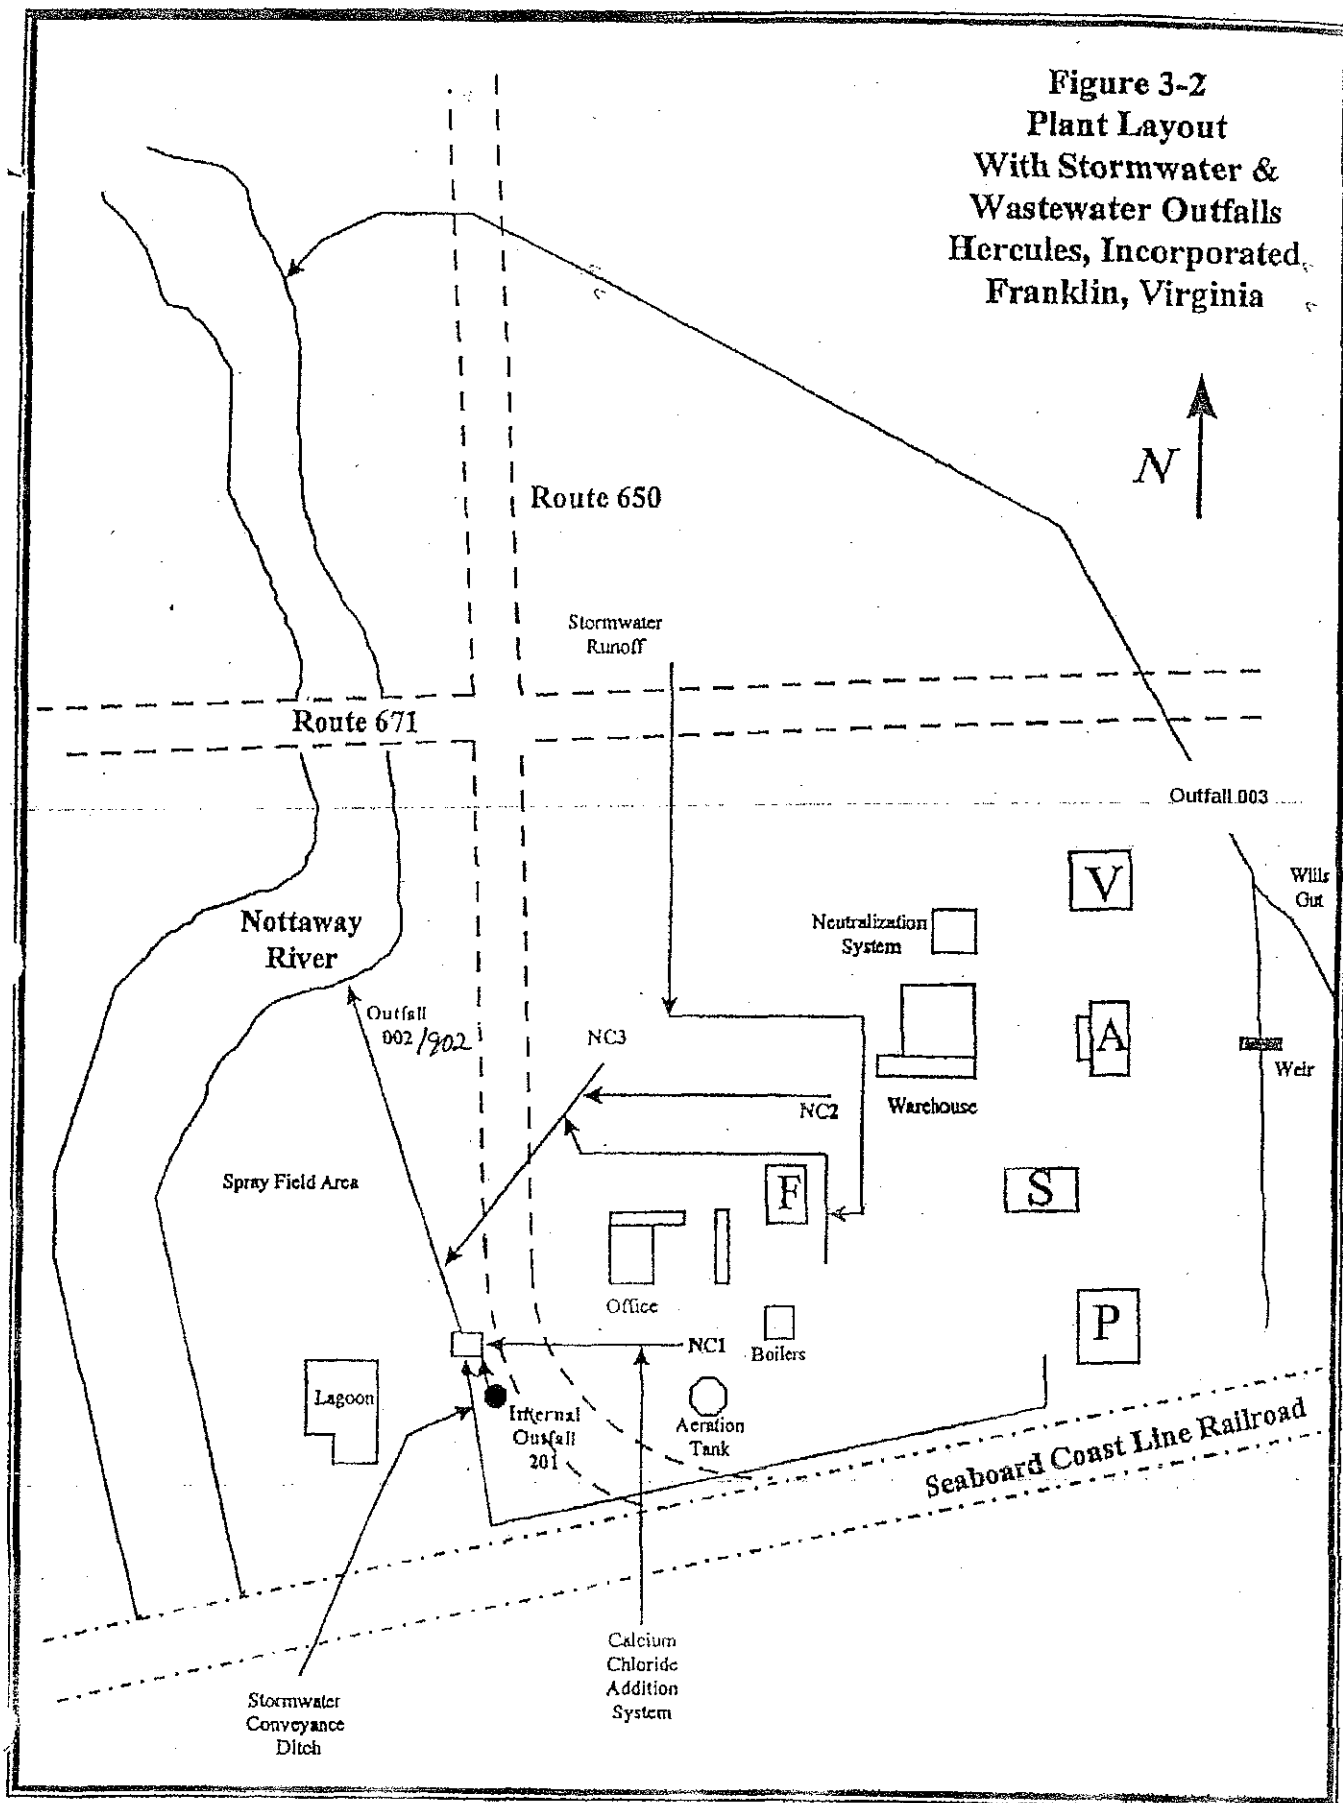 Figure 3-2
Plant Layout
With Stormwater &
Wastewater Outfalls
Hercules, Incorporated
Franklin, Virginia
N
Route 650
Stormwater
Runoff
Route 671
Outfall 003
V
Wills
Gut
Neutralization
System
Nottaway
River
Outfall
002/902
NC3
A
Weir
NC2
Warehouse
Spray Field Area
F
S
Office
P
NC1
Boilers
Lagoon
Internal
Outfall
201
Aeration
Tank
Seaboard Coast Line Railroad
Calcium
Chloride
Addition
System
Stormwater
Conveyance
Ditch